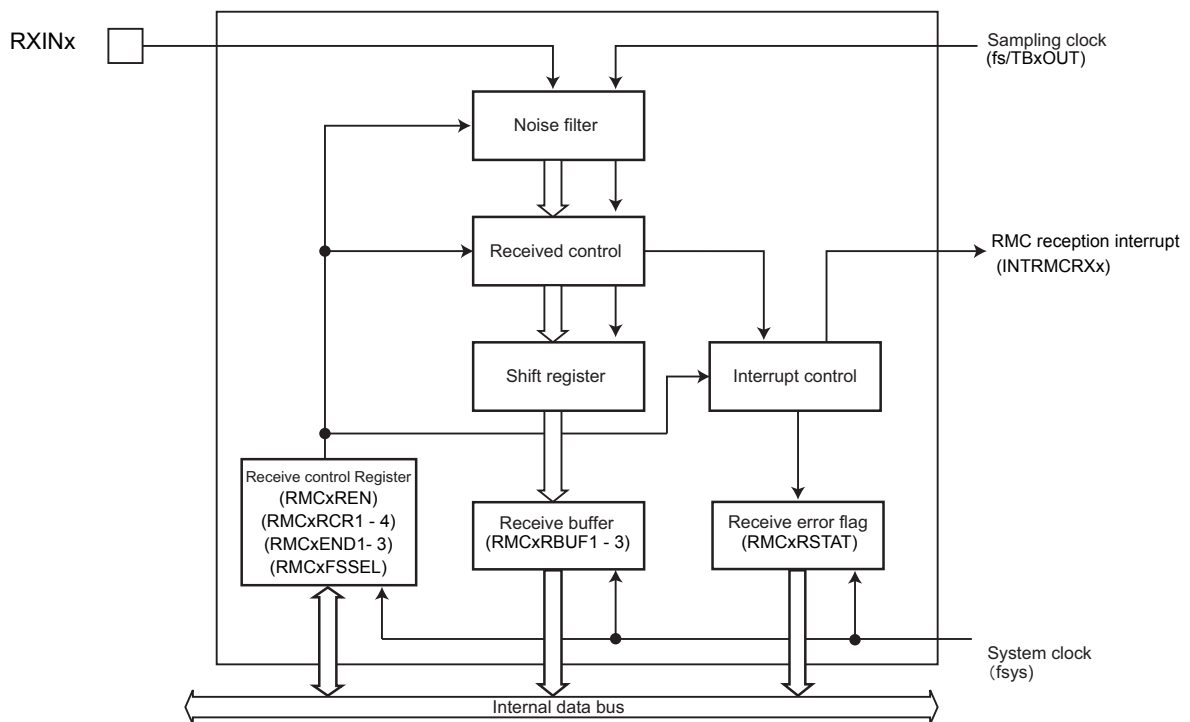 RXINx
Sampling clock
(fs/TBxOUT)
Noise filter
Received control
RMC reception interrupt
(INTRMCRXx)
Shift register
Interrupt control
Receive control Register
(RMCxREN)
(RMCxRCR1 - 4)
(RMCxEND1- 3)
(RMCxFSSEL)
Receive buffer
(RMCxRBUF1 - 3)
Receive error flag
(RMCxRSTAT)
System clock
(fsys)
Internal data bus